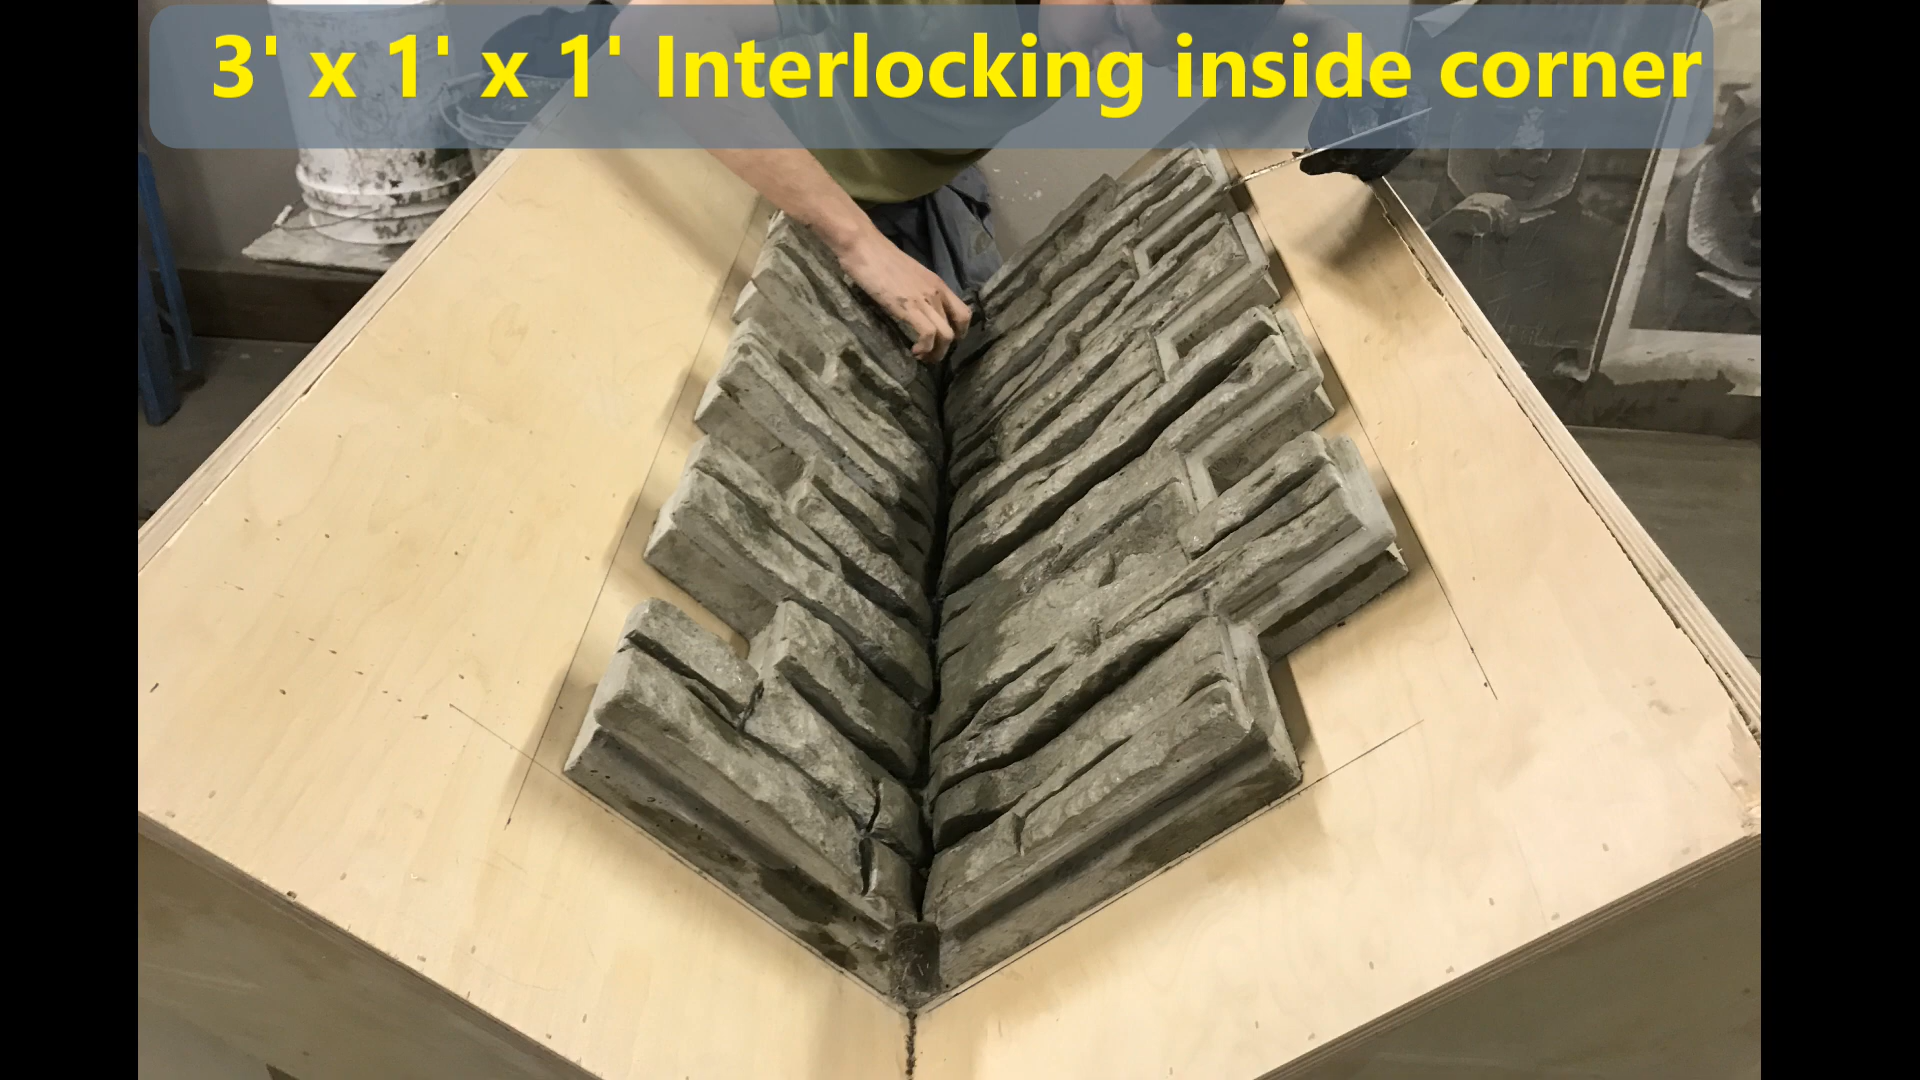 3' x 1' x 1' Interlocking inside corner